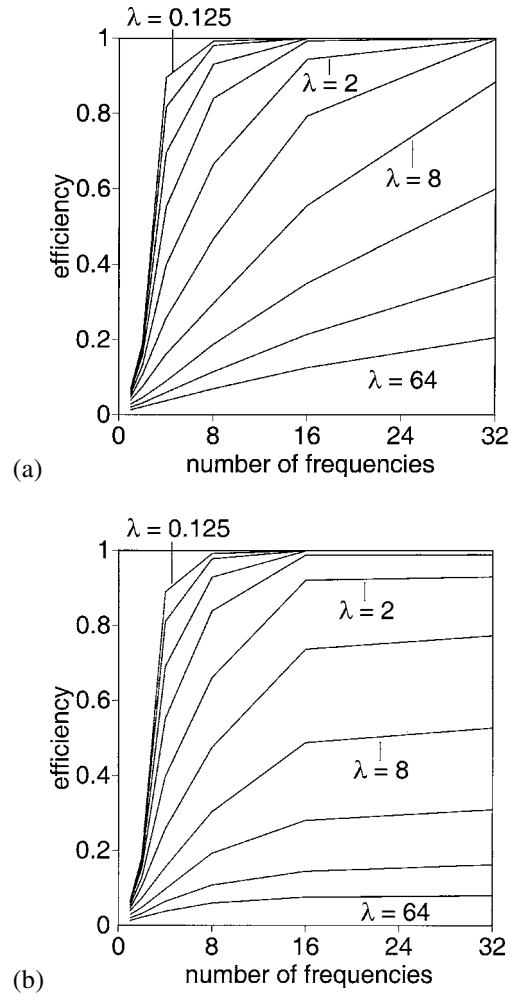 λ = 0.125
1
0.8
0.6
0.4
0.2
0
efficiency
λ = 2
λ = 8
λ = 64
0 8 16 24 32
number of frequencies
(a)
λ = 0.125
1
0.8
0.6
0.4
0.2
0
efficiency
λ = 2
λ = 8
λ = 64
0 8 16 24 32
number of frequencies
(b)